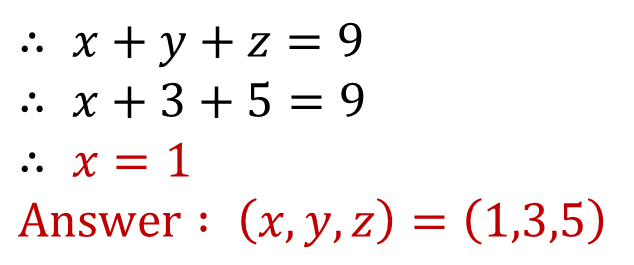 ∴ x + y + z = 9
∴ x + 3 + 5 = 9
∴ x = 1
Answer : (x, y, z) = (1,3,5)